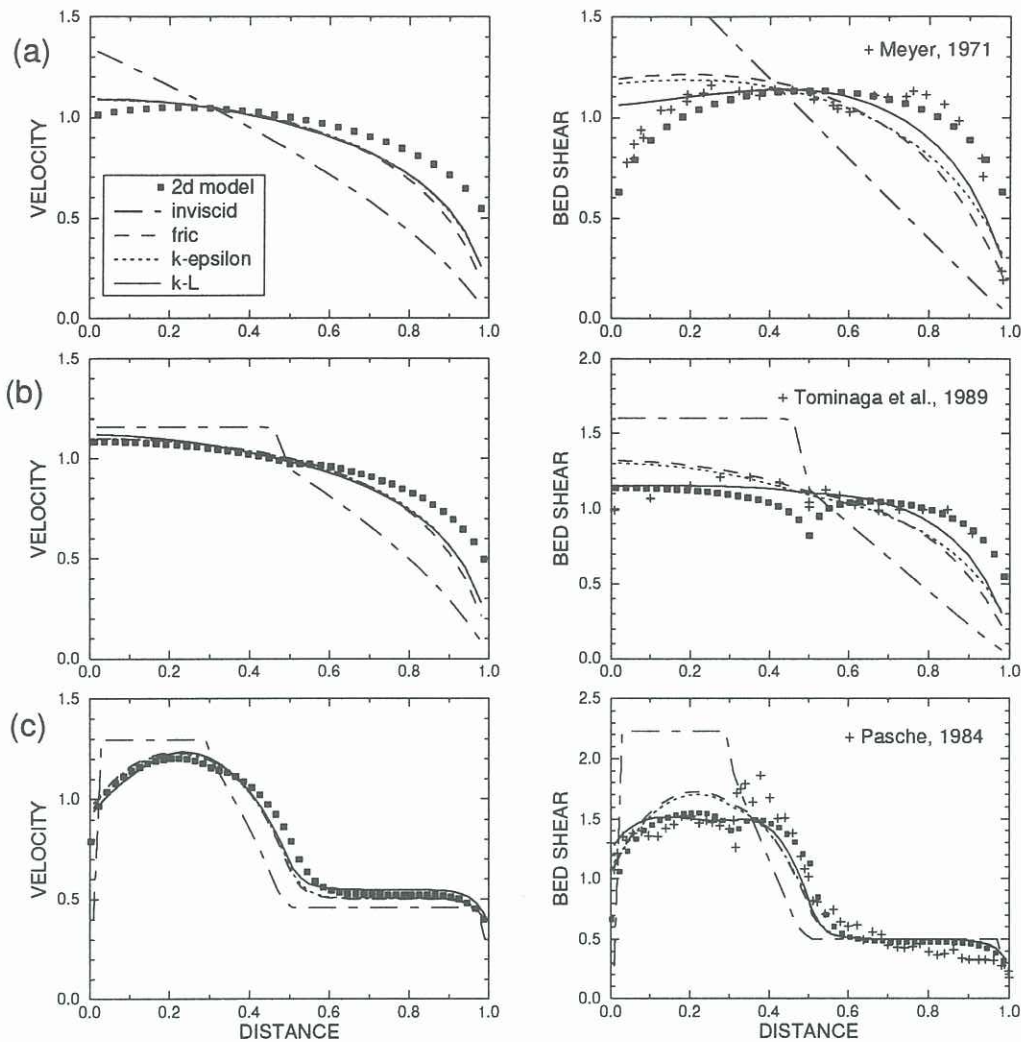 (a)
1.5
1.0
0.5
0.0
VELOCITY
2d model
inviscid
fric
k-epsilon
k-L
0.0 0.2 0.4 0.6 0.8 1.0
1.5
1.0
0.5
0.0
BED SHEAR
+ Meyer, 1971
0.0 0.2 0.4 0.6 0.8 1.0
(b)
1.5
1.0
0.5
0.0
VELOCITY
0.0 0.2 0.4 0.6 0.8 1.0
2.0
1.5
1.0
0.5
0.0
BED SHEAR
+ Tominaga et al., 1989
0.0 0.2 0.4 0.6 0.8 1.0
(c)
1.5
1.0
0.5
0.0
VELOCITY
0.0 0.2 0.4 0.6 0.8 1.0
DISTANCE
2.5
2.0
1.5
1.0
0.5
0.0
BED SHEAR
+ Pasche, 1984
0.0 0.2 0.4 0.6 0.8 1.0
DISTANCE